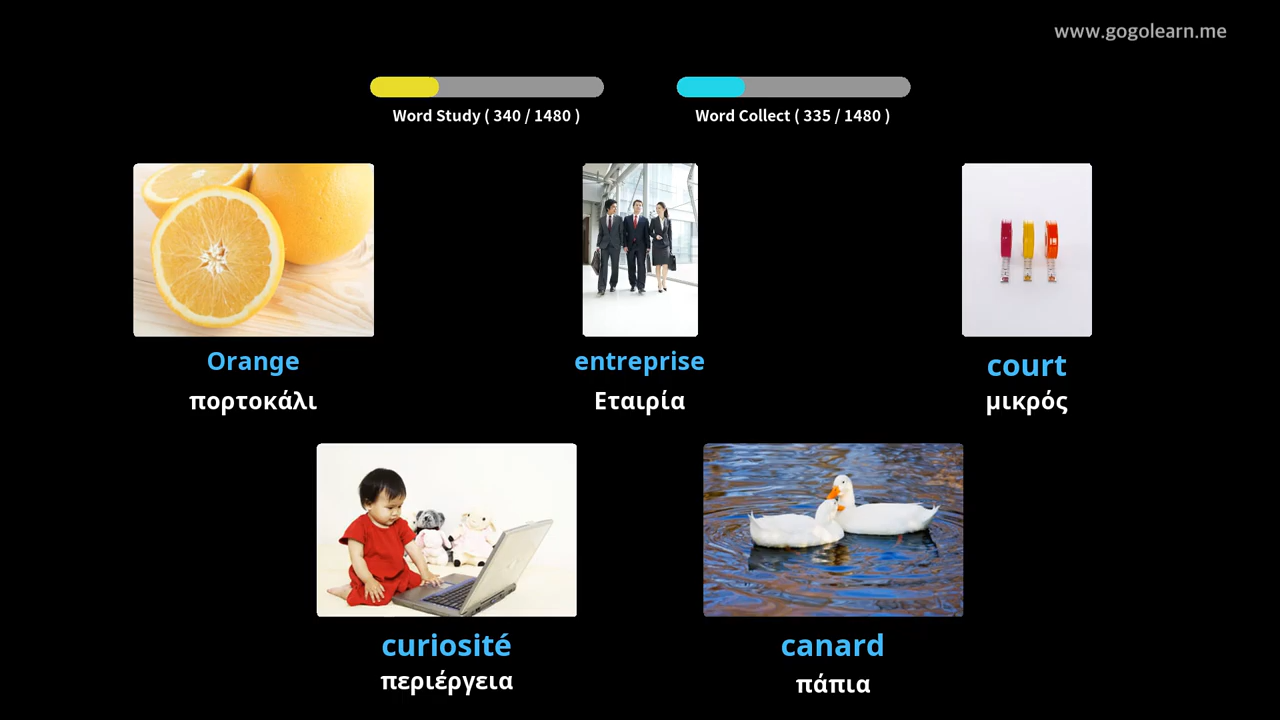 www.gogolearn.me
Word Study ( 340 / 1480 )
Word Collect ( 335 / 1480 )
Orange
πορτοκάλι
entreprise
Εταιρία
court
μικρός
curiosité
περιέργεια
canard
πάπια